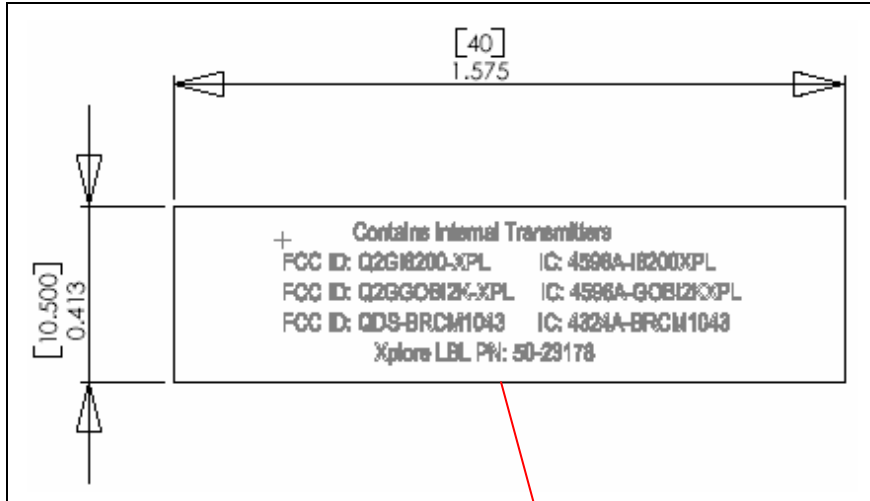 [40]
1.575
[10.500]
0.413
Contains Internal Transmitters
FCC ID: Q2GI6200-XPL IC: 4596A-I6200XPL
FCC ID: Q2GGOBI2K-XPL IC: 4596A-GOBI2KXPL
FCC ID: QDS-BRCM1043 IC: 4324A-BRCM1043
Xplore LBL PN: 50-29178